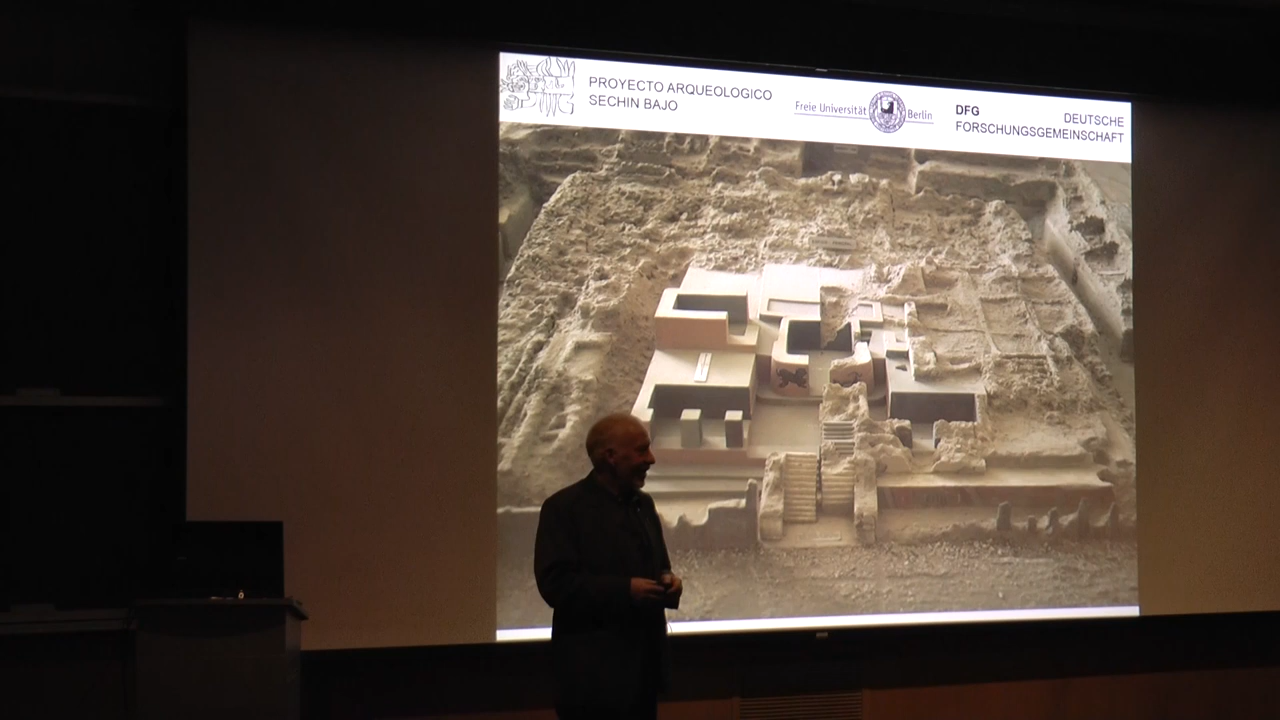 PROYECTO ARQUEOLOGICO
SECHIN BAJO
Freie Universität Berlin
DFG DEUTSCHE
FORSCHUNGSGEMEINSCHAFT